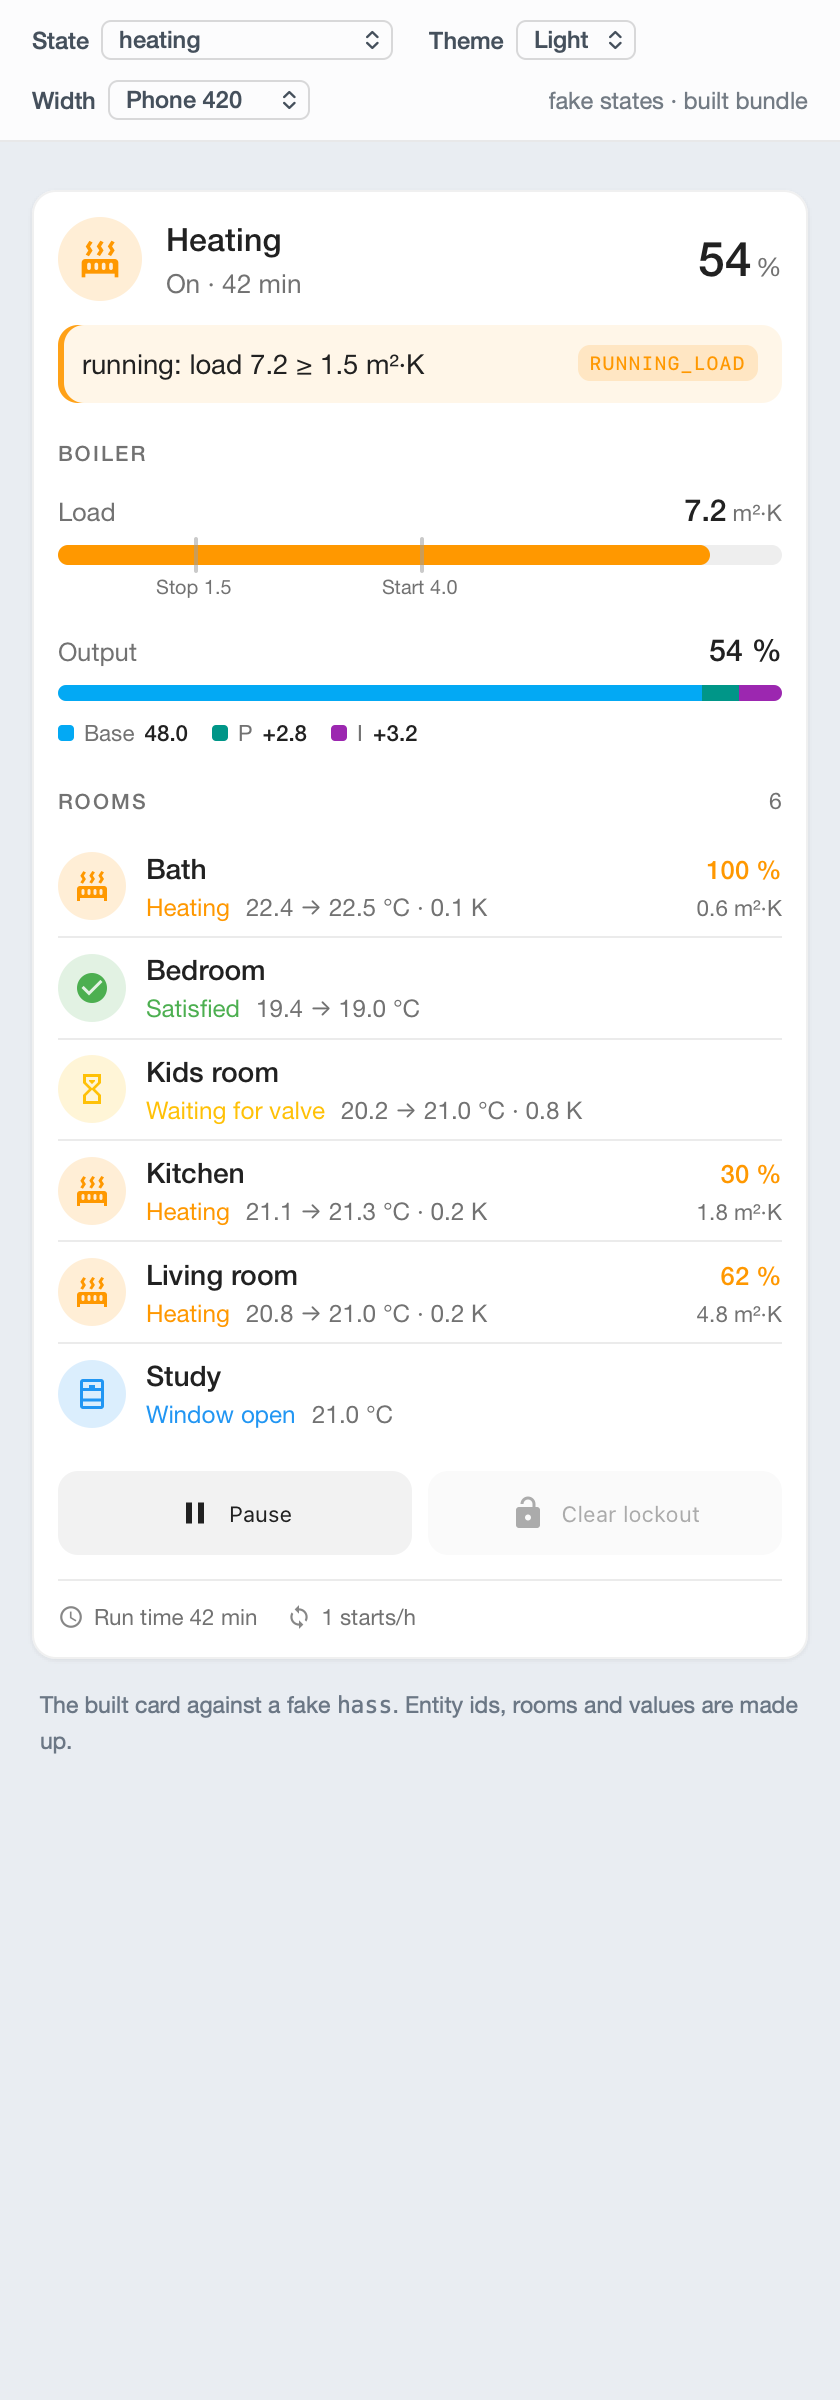 State heating Theme Light
Width Phone 420 fake states · built bundle
Heating 54 %
On · 42 min
running: load 7.2 ≥ 1.5 m²·K RUNNING_LOAD
BOILER
Load 7.2 m²·K
Stop 1.5 Start 4.0
Output 54 %
Base 48.0 P +2.8 I +3.2
ROOMS 6
Bath 100 %
Heating 22.4 → 22.5 °C · 0.1 K 0.6 m²·K
Bedroom
Satisfied 19.4 → 19.0 °C
Kids room
Waiting for valve 20.2 → 21.0 °C · 0.8 K
Kitchen 30 %
Heating 21.1 → 21.3 °C · 0.2 K 1.8 m²·K
Living room 62 %
Heating 20.8 → 21.0 °C · 0.2 K 4.8 m²·K
Study
Window open 21.0 °C
Pause Clear lockout
Run time 42 min 1 starts/h
The built card against a fake hass. Entity ids, rooms and values are made
up.